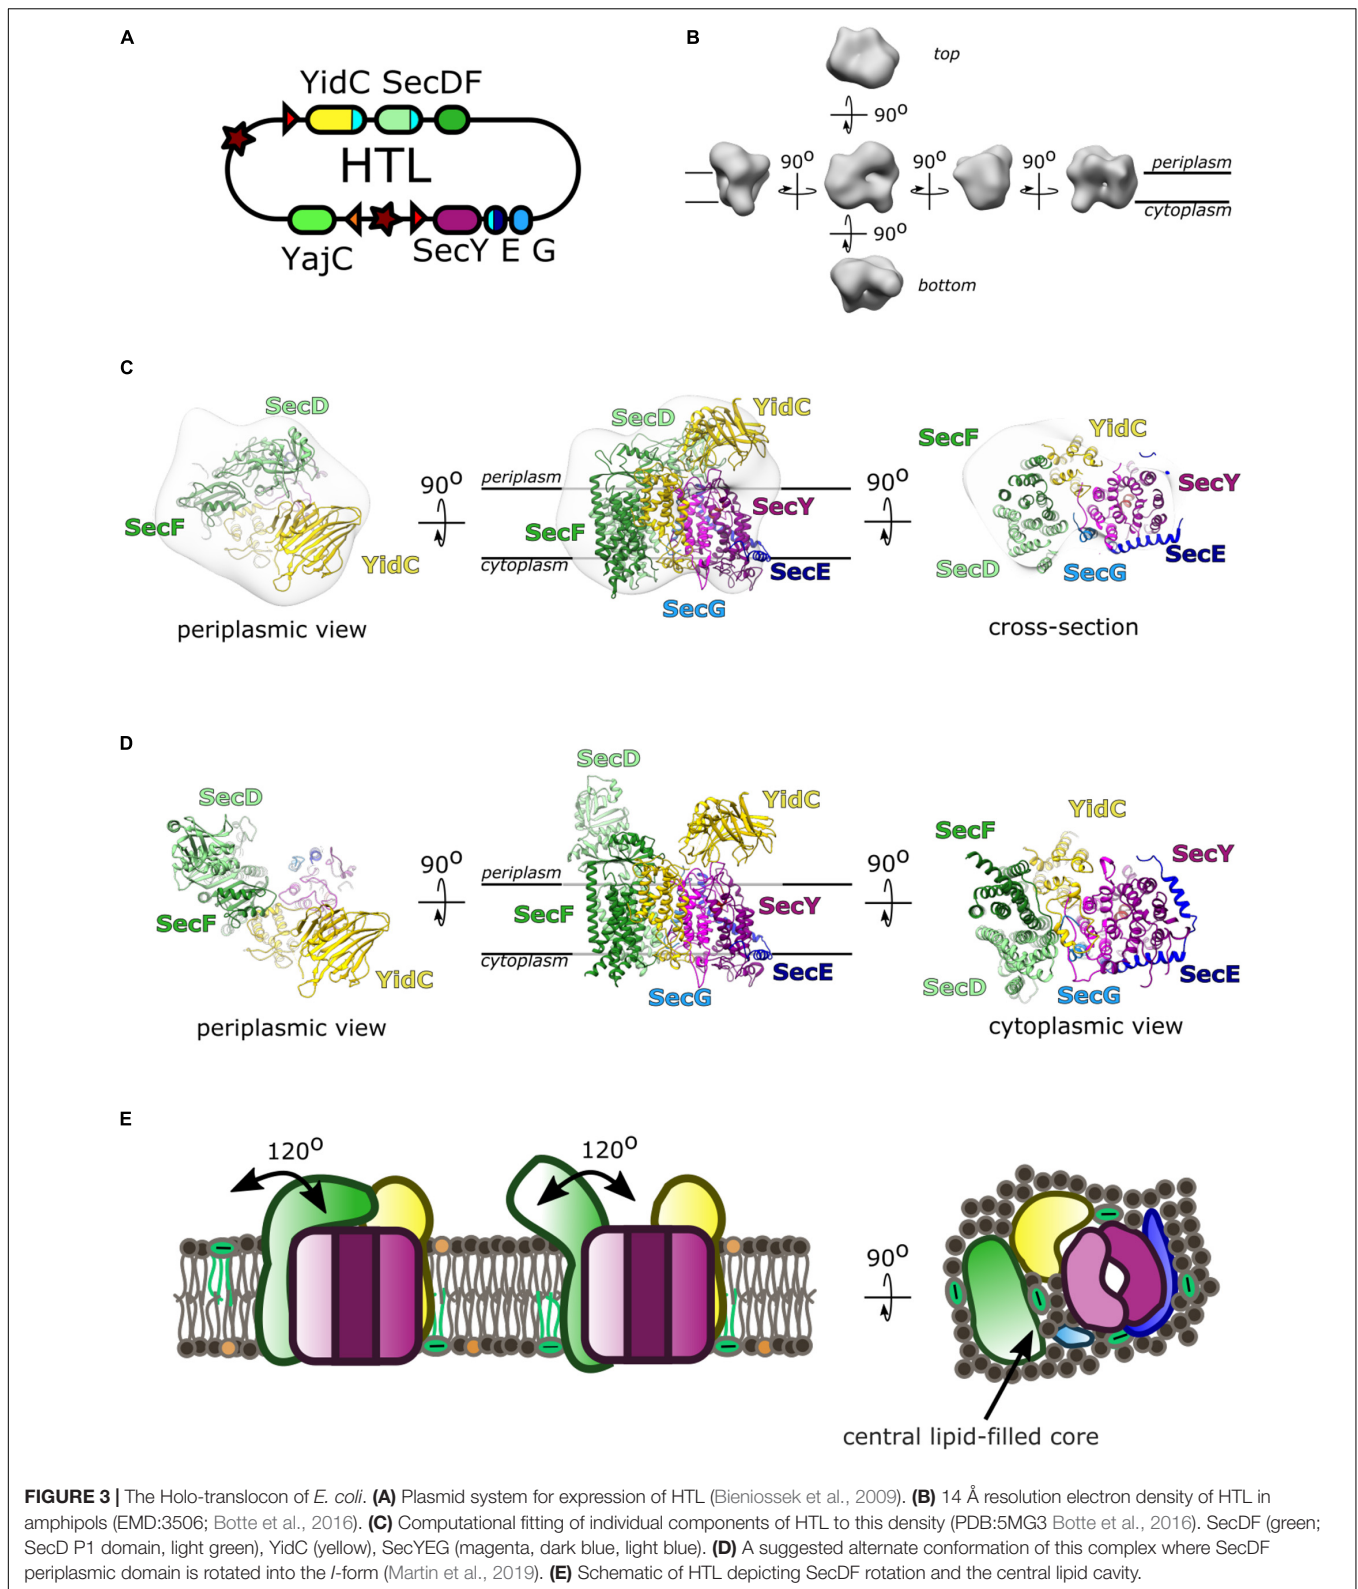 A
YidC SecDF
HTL
YajC
SecY E G
B
top
90°
90°
90°
90°
periplasm
cytoplasm
90°
bottom
C
SecD
SecF
YidC
periplasmic view
90°
SecD
YidC
periplasm
SecY
SecF
cytoplasm
SecE
SecG
90°
SecF
YidC
SecY
SecE
SecD
SecG
cross-section
D
SecD
SecF
YidC
periplasmic view
90°
SecD
YidC
periplasm
SecF
SecY
cytoplasm
SecE
SecG
90°
YidC
SecF
SecY
SecD
SecG
SecE
cytoplasmic view
E
120°
120°
90°
central lipid-filled core
FIGURE 3 | The Holo-translocon of E. coli. (A) Plasmid system for expression of HTL (Bieniossek et al., 2009). (B) 14 Å resolution electron density of HTL in
amphipols (EMD:3506; Botte et al., 2016). (C) Computational fitting of individual components of HTL to this density (PDB:5MG3 Botte et al., 2016). SecDF (green;
SecD P1 domain, light green), YidC (yellow), SecYEG (magenta, dark blue, light blue). (D) A suggested alternate conformation of this complex where SecDF
periplasmic domain is rotated into the I-form (Martin et al., 2019). (E) Schematic of HTL depicting SecDF rotation and the central lipid cavity.